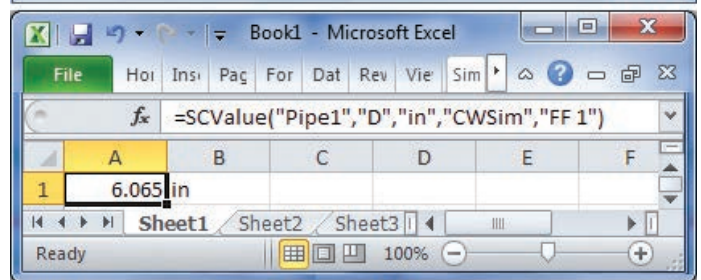 Book1 - Microsoft Excel
File Hor Ins Pag For Dat Rev Vie Sim
fx =SCValue("Pipe1","D","in","CWSim","FF 1")
A B C D E F
1 6.065 in
Sheet1 Sheet2 Sheet3
Ready 100%